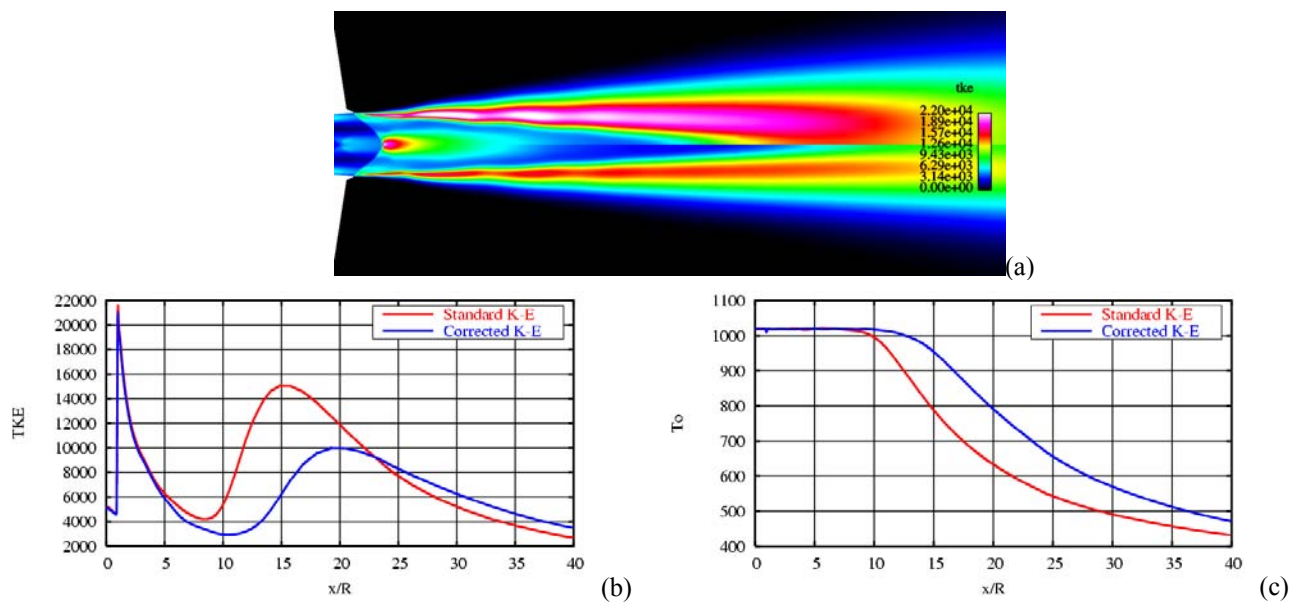 tke
2.20e+04
1.89e+04
1.57e+04
1.26e+04
9.43e+03
6.29e+03
3.14e+03
0.00e+00
(a)
22000
20000
18000
16000
14000
12000
10000
8000
6000
4000
2000
TKE
Standard K-E
Corrected K-E
0 5 10 15 20 25 30 35 40
x/R
(b)
1100
1000
900
800
700
600
500
400
To
Standard K-E
Corrected K-E
0 5 10 15 20 25 30 35 40
x/R
(c)